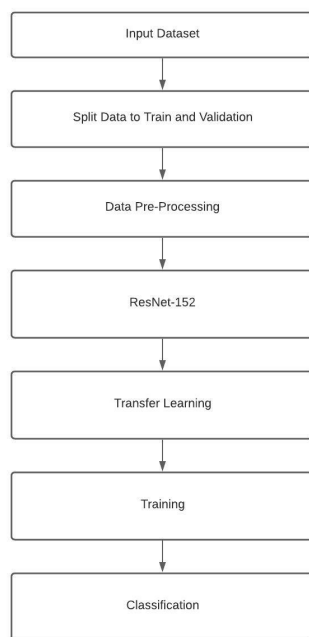 Input Dataset
Split Data to Train and Validation
Data Pre-Processing
ResNet-152
Transfer Learning
Training
Classification